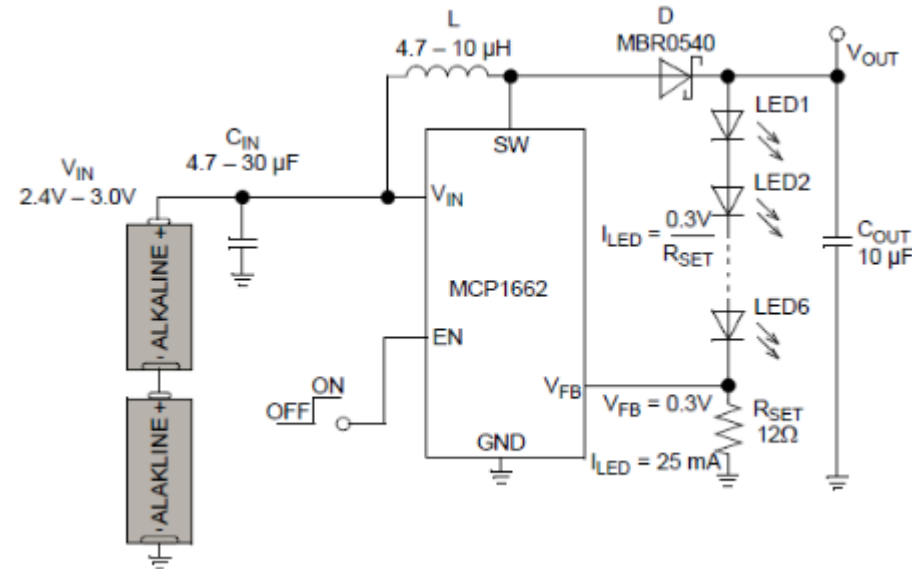 L
4.7 – 10 µH
D
MBR0540
VOUT
LED1
CIN
4.7 – 30 µF
SW
VIN
2.4V – 3.0V
VIN
LED2
ILED = 0.3V
RSET
COUT
10 µF
+
ALKALINE
-
MCP1662
LED6
EN
ON
OFF
VFB
VFB = 0.3V
RSET
12Ω
+
ALAKLINE
-
GND
ILED = 25 mA